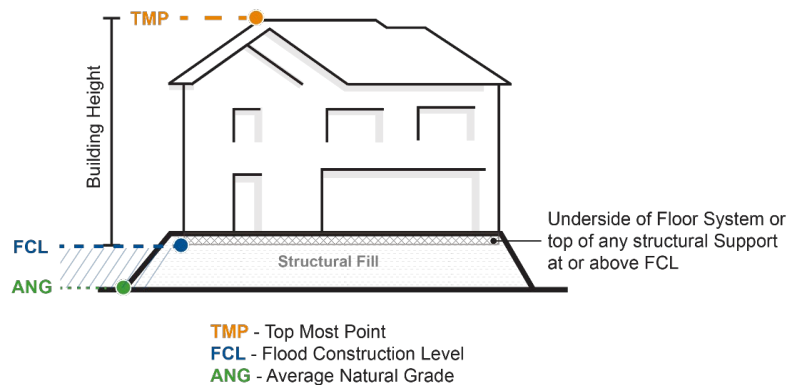 TMP
Building Height
FCL
Underside of Floor System or
top of any structural Support
at or above FCL
Structural Fill
ANG
TMP - Top Most Point
FCL - Flood Construction Level
ANG - Average Natural Grade